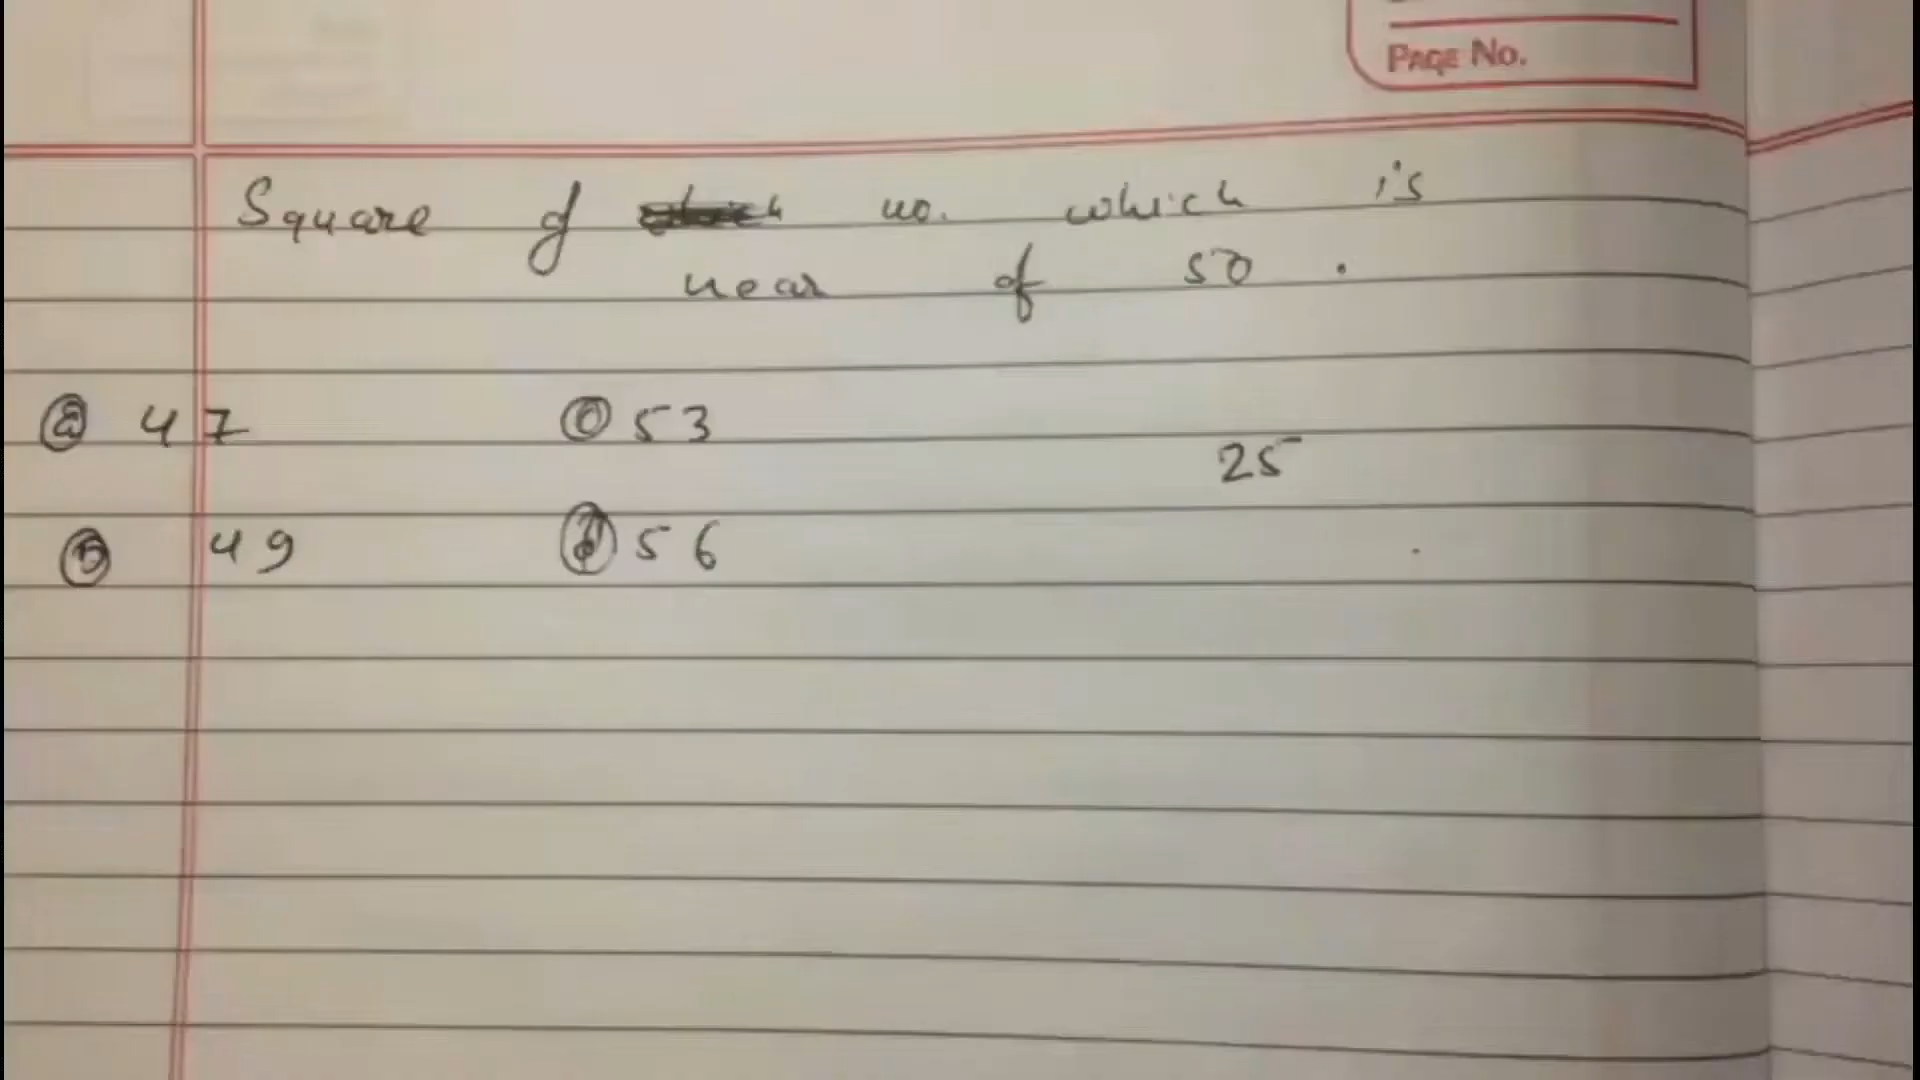 PAGE NO.
Square of no. which is
near of 50.
ⓐ 47 ⓒ 53
25
ⓑ 49 ⓓ 56